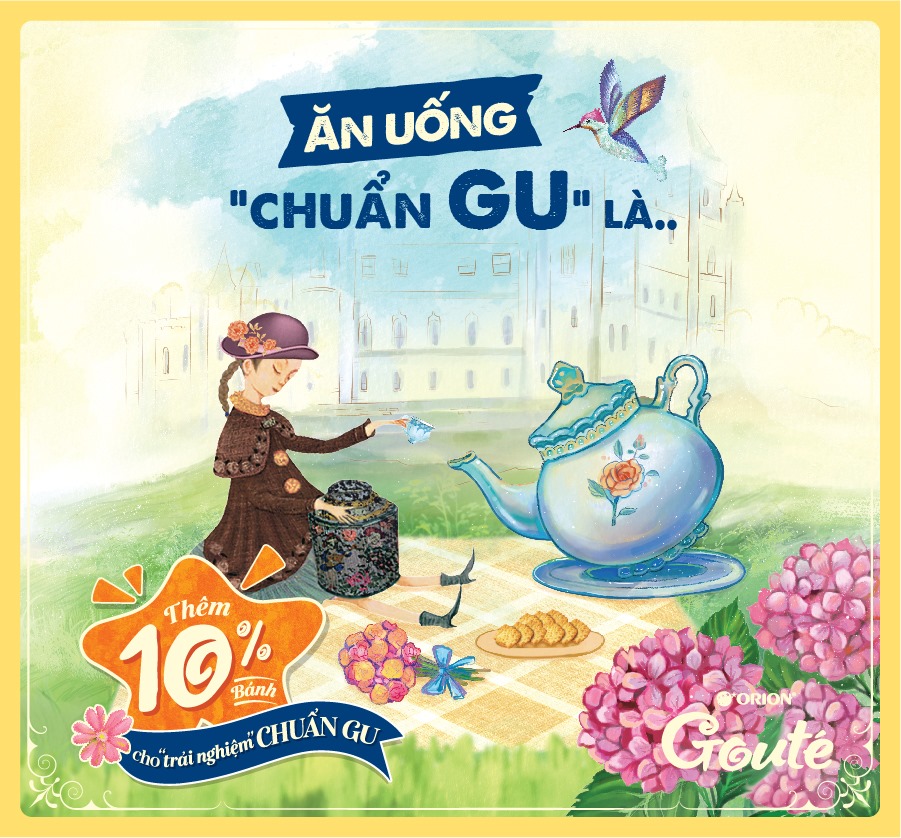 ĂN UỐNG
"CHUẨN GU" LÀ..
Thêm
10%
Bánh
cho "trải nghiệm" CHUẨN GU
ORION
Gouté